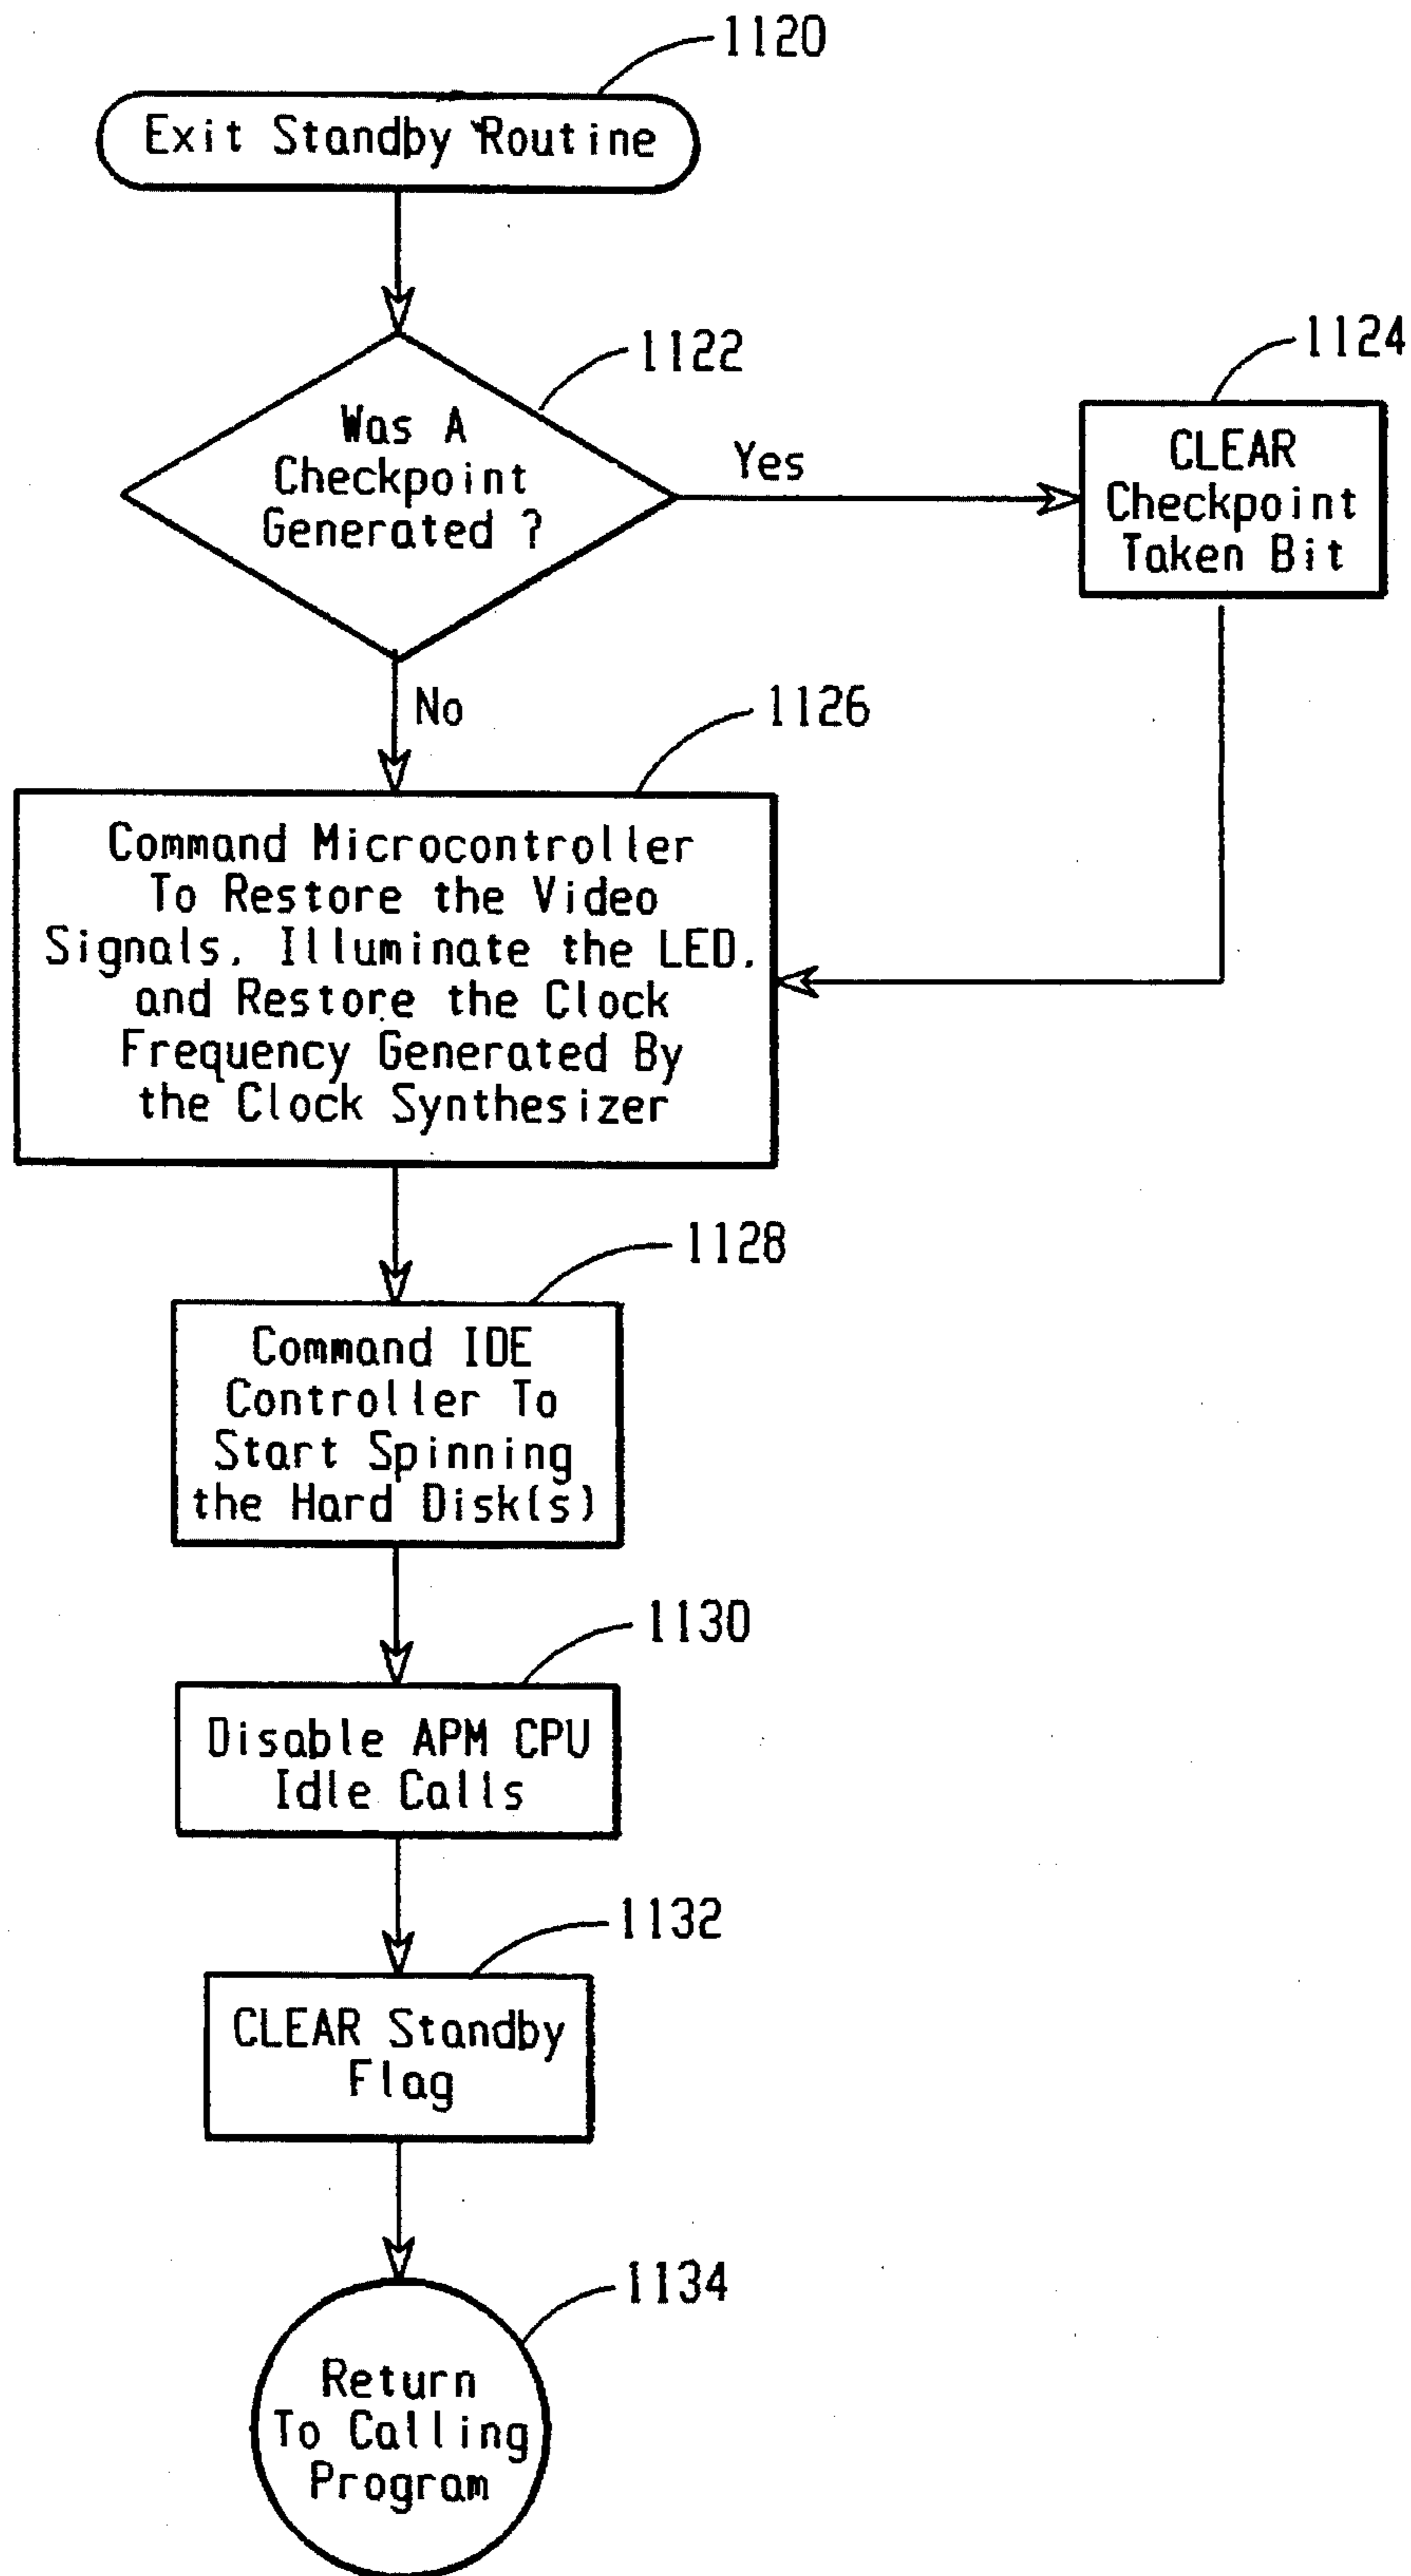 1120
Exit Standby Routine
1122
Was A
Checkpoint
Generated ?
Yes
1124
CLEAR
Checkpoint
Taken Bit
No
1126
Command Microcontroller
To Restore the Video
Signals, Illuminate the LED,
and Restore the Clock
Frequency Generated By
the Clock Synthesizer
1128
Command IDE
Controller To
Start Spinning
the Hard Disk(s)
1130
Disable APM CPU
Idle Calls
1132
CLEAR Standby
Flag
1134
Return
To Calling
Program